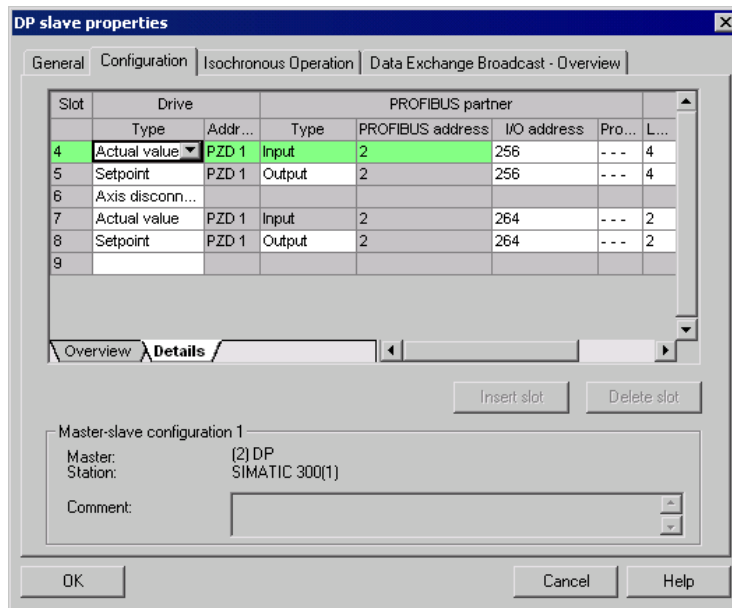 DP slave properties
General Configuration Isochronous Operation Data Exchange Broadcast - Overview
Slot Drive PROFIBUS partner
Type Addr... Type PROFIBUS address I/O address Pro... L...
4 Actual value PZD 1 Input 2 256 - - - 4
5 Setpoint PZD 1 Output 2 256 - - - 4
6 Axis disconn...
7 Actual value PZD 1 Input 2 264 - - - 2
8 Setpoint PZD 1 Output 2 264 - - - 2
9
Overview Details
Insert slot Delete slot
Master-slave configuration 1
Master: (2) DP
Station: SIMATIC 300(1)
Comment:
OK Cancel Help